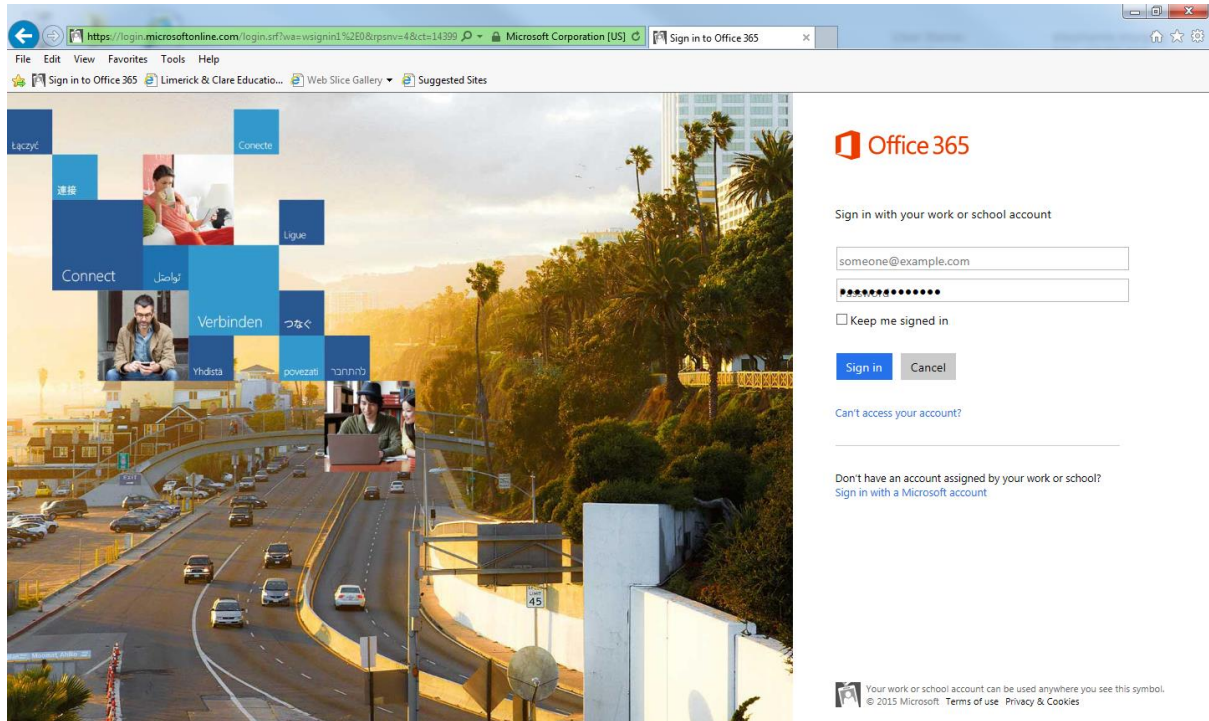 https://login.microsoftonline.com/login.srf?wa=wsignin1%2E0&rpsnv=4&ct=14399
Microsoft Corporation [US]
Sign in to Office 365
File Edit View Favorites Tools Help
Sign in to Office 365 Limerick & Clare Educatio... Web Slice Gallery Suggested Sites
Łączyć
Conecte
連接
Ligue
Connect
تواصل
Verbinden
つなぐ
Yhdistä
povezati
להתחבר
EXIT
LIMIT
45
Office 365
Sign in with your work or school account
someone@example.com
Password
Keep me signed in
Sign in Cancel
Can't access your account?
Don't have an account assigned by your work or school?
Sign in with a Microsoft account
Your work or school account can be used anywhere you see this symbol.
© 2015 Microsoft Terms of use Privacy & Cookies